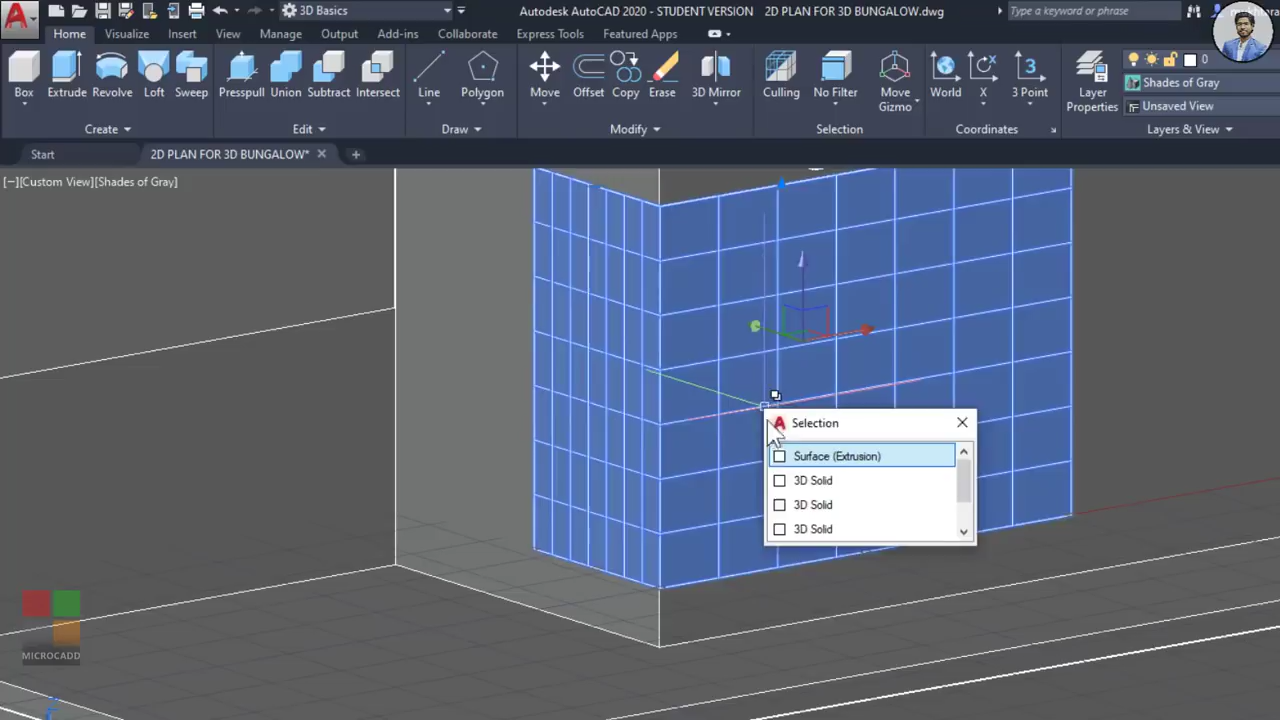 3D Basics
Autodesk AutoCAD 2020 - STUDENT VERSION 2D PLAN FOR 3D BUNGALOW.dwg
Type a keyword or phrase
Home Visualize Insert View Manage Output Add-ins Collaborate Express Tools Featured Apps
Box Extrude Revolve Loft Sweep Presspull Union Subtract Intersect Line Polygon Move Offset Copy Erase 3D Mirror Culling No Filter Move Gizmo World X 3 Point Layer Properties
0
Shades of Gray
Unsaved View
Create Edit Draw Modify Selection Coordinates Layers & View
Start 2D PLAN FOR 3D BUNGALOW*
[−][Custom View][Shades of Gray]
Selection
Surface (Extrusion)
3D Solid
3D Solid
3D Solid
MICROCADD